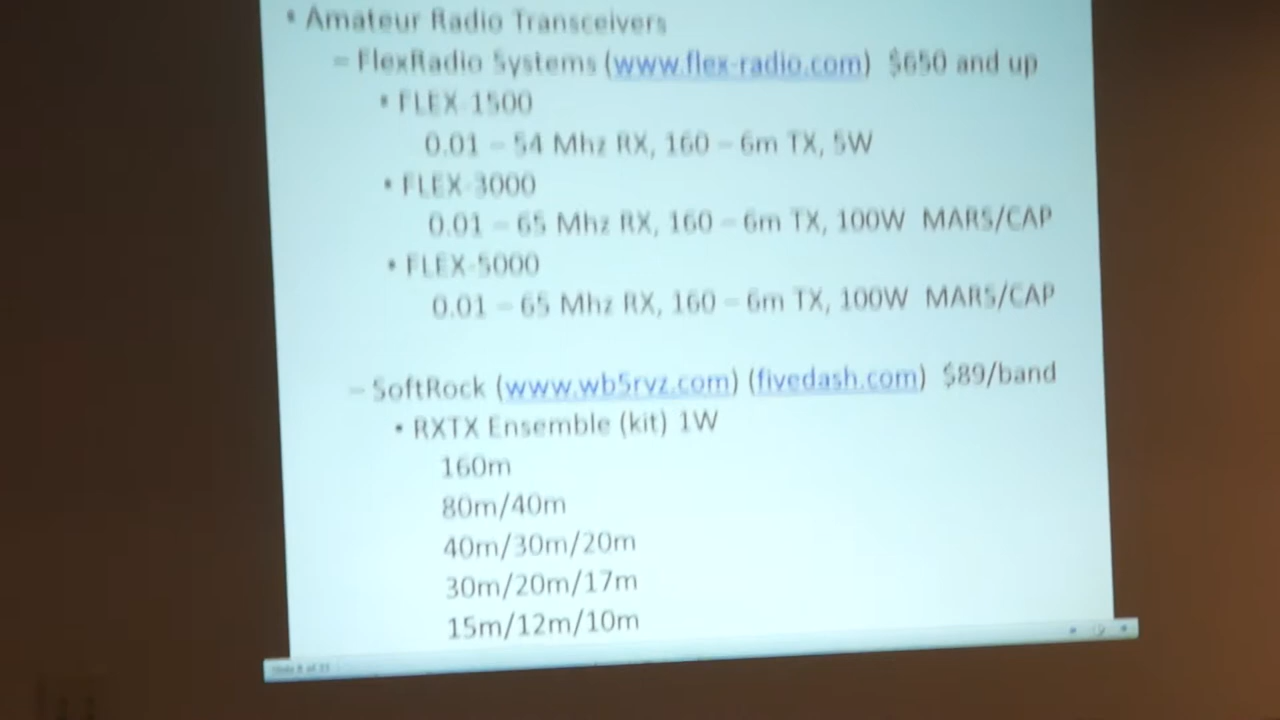 • Amateur Radio Transceivers
– FlexRadio Systems (www.flex-radio.com) $650 and up
• FLEX-1500
0.01 – 54 Mhz RX, 160 – 6m TX, 5W
• FLEX-3000
0.01 – 65 Mhz RX, 160 – 6m TX, 100W MARS/CAP
• FLEX-5000
0.01 – 65 Mhz RX, 160 – 6m TX, 100W MARS/CAP
– SoftRock (www.wb5rvz.com) (fivedash.com) $89/band
• RXTX Ensemble (kit) 1W
160m
80m/40m
40m/30m/20m
30m/20m/17m
15m/12m/10m
Slide of